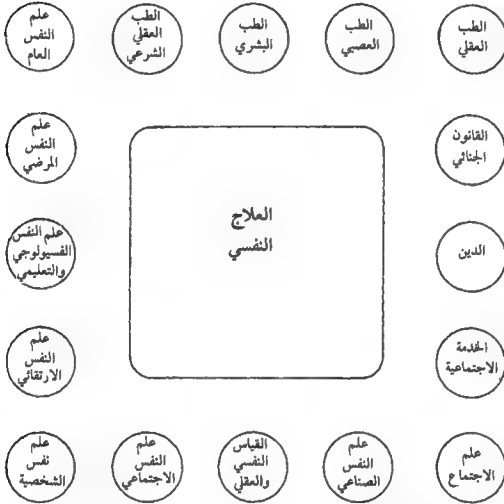 الطب
العقلي
الطب
العصبي
الطب
البشري
الطب
العقلي
الشرعي
علم
النفس
العام
القانون
الجنائي
علم
النفس
المرضي
العلاج
النفسي
الدين
علم النفس
الفسيولوجي
والتعليمي
الخدمة
الاجتماعية
علم
النفس
الارتقائي
علم
الاجتماع
علم
النفس
الصناعي
القياس
النفسي
والعقلي
علم
النفس
الاجتماعي
علم
نفس
الشخصية